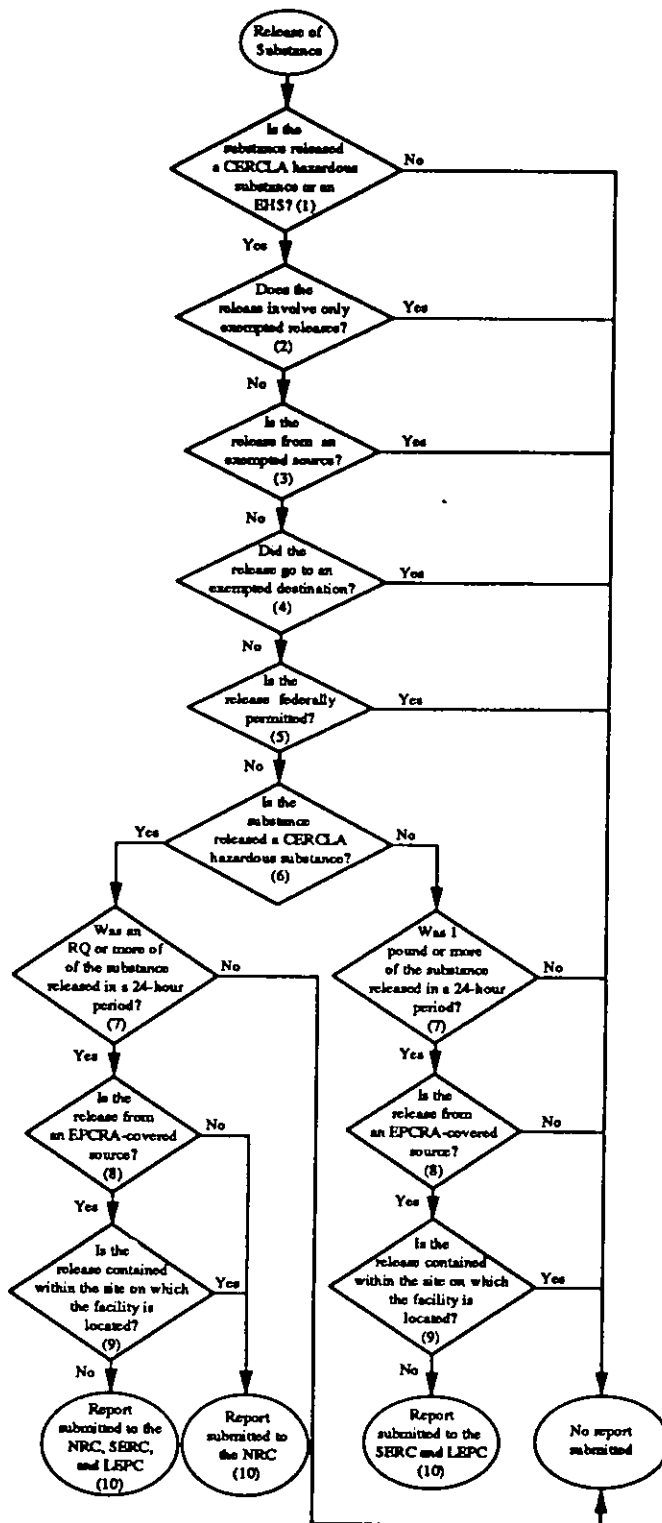 Release of
Substance
Is the
substance released
a CERCLA hazardous
substance or an
EHS? (1)
No
Yes
Does the
release involve only
exempted releases?
(2)
Yes
No
Is the
release from an
exempted source?
(3)
Yes
No
Did the
release go to an
exempted destination?
(4)
Yes
No
Is the
release federally
permitted?
(5)
Yes
No
Is the
substance
released a CERCLA
hazardous substance?
(6)
Yes
No
Was an
RQ or more of
of the substance
released in a 24-hour
period?
(7)
No
Was 1
pound or more
of the substance
released in a 24-hour
period?
(7)
No
Yes
Yes
Is the
release from
an EPCRA-covered
source?
(8)
No
Is the
release from
an EPCRA-covered
source?
(8)
No
Yes
Yes
Is the
release contained
within the site on which
the facility is
located?
(9)
Yes
Is the
release contained
within the site on which
the facility is
located?
(9)
Yes
No
No
Report
submitted to the
NRC, SERC,
and LEPC
(10)
Report
submitted to
the NRC
(10)
Report
submitted to the
SERC and LEPC
(10)
No report
submitted